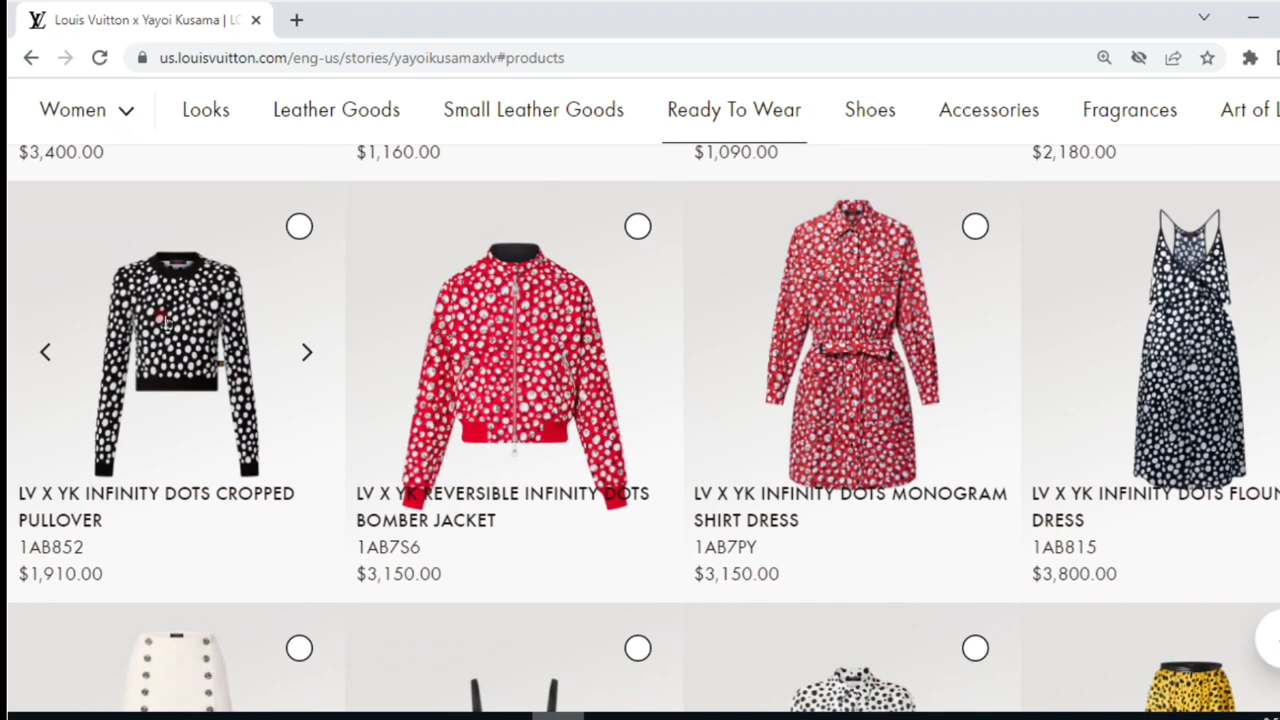 Louis Vuitton x Yayoi Kusama | LO
us.louisvuitton.com/eng-us/stories/yayoikusamaxlv#products
Women Looks Leather Goods Small Leather Goods Ready To Wear Shoes Accessories Fragrances Art of L
$3,400.00 $1,160.00 $1,090.00 $2,180.00
LV X YK INFINITY DOTS CROPPED
PULLOVER
1AB852
$1,910.00
LV X YK REVERSIBLE INFINITY DOTS
BOMBER JACKET
1AB7S6
$3,150.00
LV X YK INFINITY DOTS MONOGRAM
SHIRT DRESS
1AB7PY
$3,150.00
LV X YK INFINITY DOTS FLOUN
DRESS
1AB815
$3,800.00